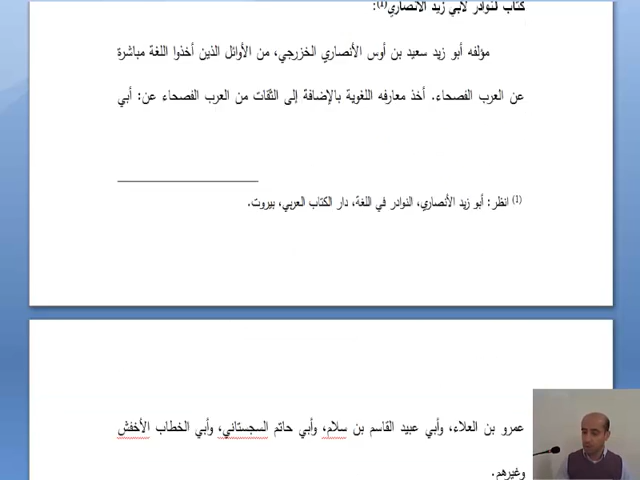 كتاب النوادر لأبي زيد الأنصاري(1):
مؤلفه أبو زيد سعيد بن أوس الأنصاري الخزرجي، من الأوائل الذين أخذوا اللغة مباشرة
عن العرب الفصحاء. أخذ معارفه اللغوية بالإضافة إلى الثقات من العرب الفصحاء عن: أبي
(1) انظر: أبو زيد الأنصاري، النوادر في اللغة، دار الكتاب العربي، بيروت.
عمرو بن العلاء، وأبي عبيد القاسم بن سلام، وأبي حاتم السجستاني، وأبي الخطاب الأخفش
وغيرهم.